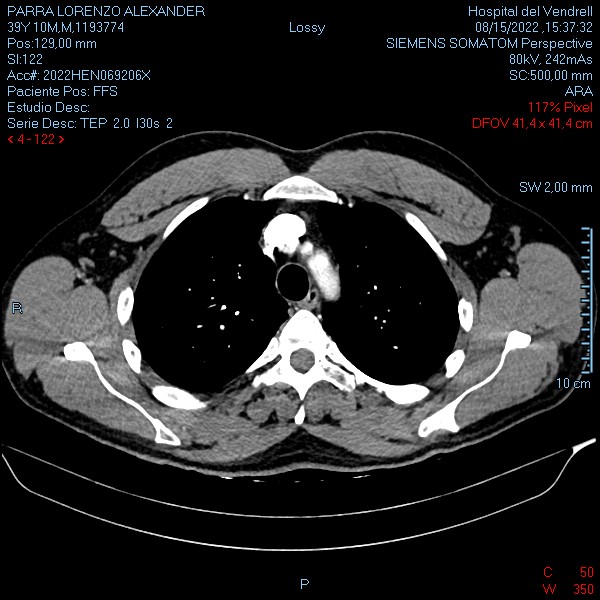 PARRA LORENZO ALEXANDER
39Y 10M,M,1193774
Pos:129,00 mm
SI:122
Acc#: 2022HEN069206X
Paciente Pos: FFS
Estudio Desc:
Serie Desc: TEP 2.0 I30s 2
< 4 - 122 >
Lossy
Hospital del Vendrell
08/15/2022 ,15:37:32
SIEMENS SOMATOM Perspective
80kV, 242mAs
SC:500,00 mm
ARA
117% Pixel
DFOV 41,4 x 41,4 cm
SW 2,00 mm
R
10 cm
P
C 50
W 350